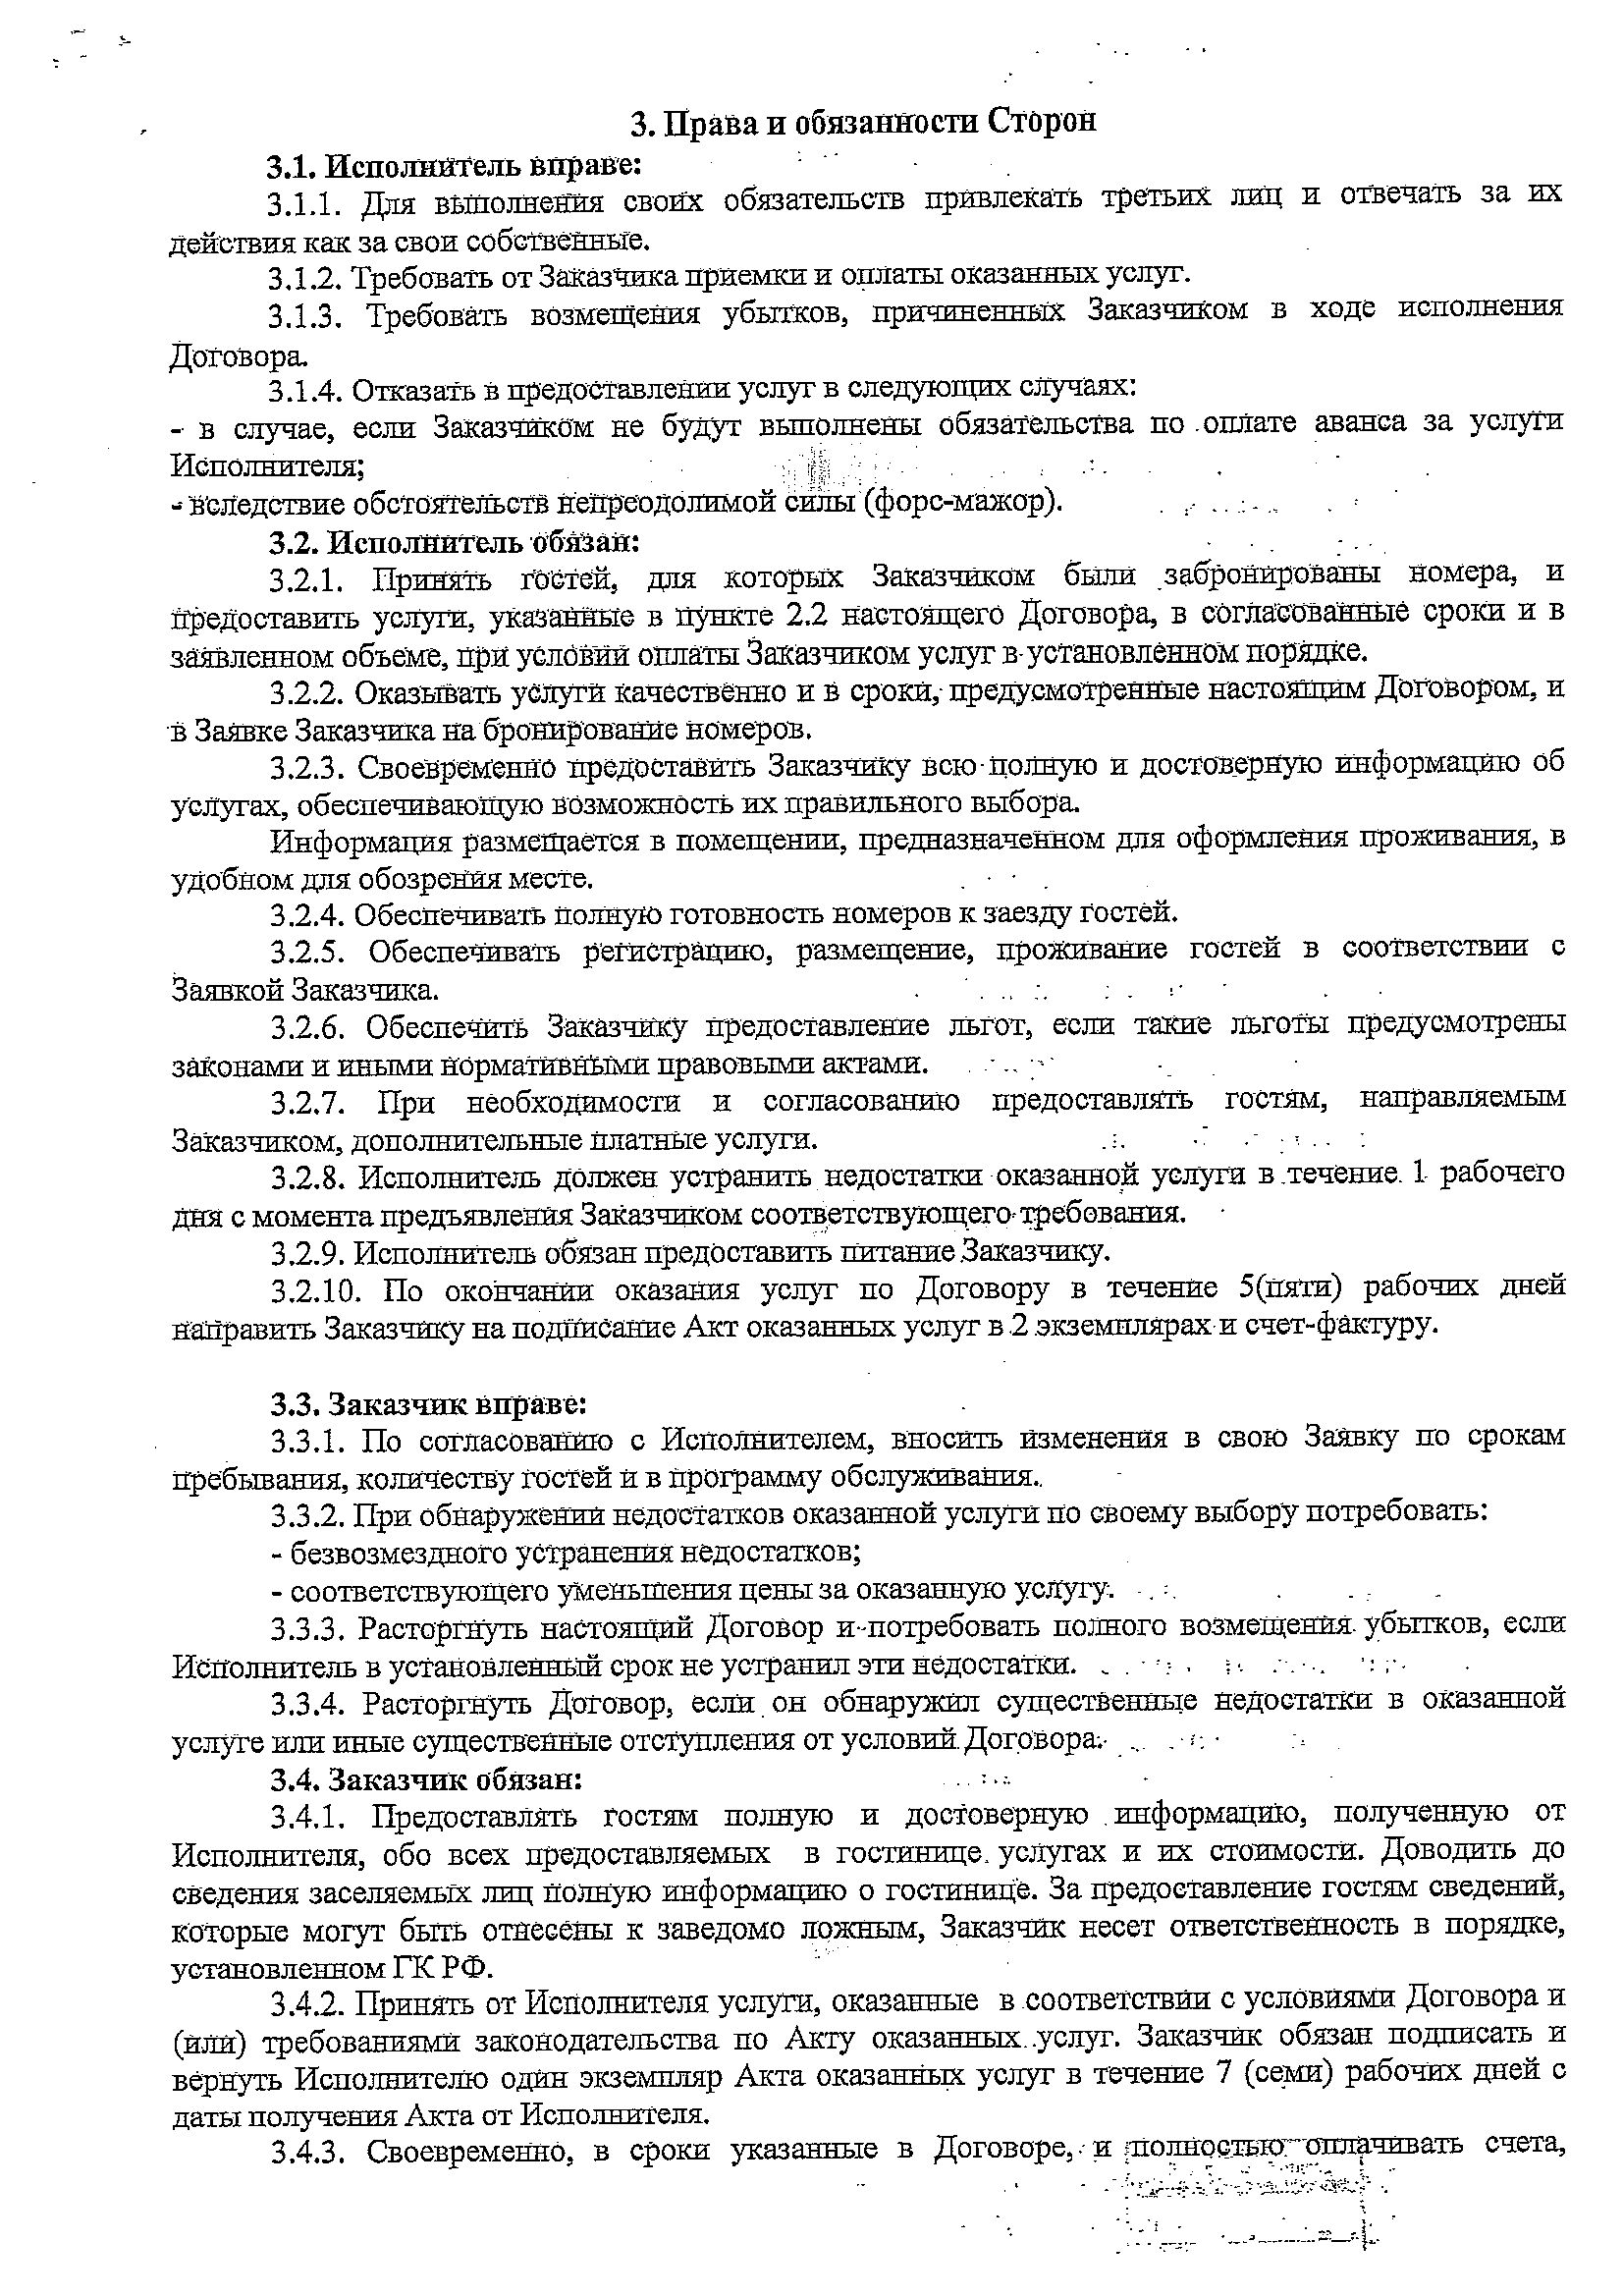 3. Права и обязанности Сторон
3.1. Исполнитель вправе:
3.1.1. Для выполнения своих обязательств привлекать третьих лиц и отвечать за их
действия как за свои собственные.
3.1.2. Требовать от Заказчика приемки и оплаты оказанных услуг.
3.1.3. Требовать возмещения убытков, причиненных Заказчиком в ходе исполнения
Договора.
3.1.4. Отказать в предоставлении услуг в следующих случаях:
- в случае, если Заказчиком не будут выполнены обязательства по оплате аванса за услуги
Исполнителя;
- вследствие обстоятельств непреодолимой силы (форс-мажор).
3.2. Исполнитель обязан:
3.2.1. Принять гостей, для которых Заказчиком были забронированы номера, и
предоставить услуги, указанные в пункте 2.2 настоящего Договора, в согласованные сроки и в
заявленном объеме, при условии оплаты Заказчиком услуг в установленном порядке.
3.2.2. Оказывать услуги качественно и в сроки, предусмотренные настоящим Договором, и
в Заявке Заказчика на бронирование номеров.
3.2.3. Своевременно предоставить Заказчику всю полную и достоверную информацию об
услугах, обеспечивающую возможность их правильного выбора.
Информация размещается в помещении, предназначенном для оформления проживания, в
удобном для обозрения месте.
3.2.4. Обеспечивать полную готовность номеров к заезду гостей.
3.2.5. Обеспечивать регистрацию, размещение, проживание гостей в соответствии с
Заявкой Заказчика.
3.2.6. Обеспечить Заказчику предоставление льгот, если такие льготы предусмотрены
законами и иными нормативными правовыми актами.
3.2.7. При необходимости и согласованию предоставлять гостям, направляемым
Заказчиком, дополнительные платные услуги.
3.2.8. Исполнитель должен устранить недостатки оказанной услуги в течение 1 рабочего
дня с момента предъявления Заказчиком соответствующего требования.
3.2.9. Исполнитель обязан предоставить питание Заказчику.
3.2.10. По окончании оказания услуг по Договору в течение 5(пяти) рабочих дней
направить Заказчику на подписание Акт оказанных услуг в 2 экземплярах и счет-фактуру.
3.3. Заказчик вправе:
3.3.1. По согласованию с Исполнителем, вносить изменения в свою Заявку по срокам
пребывания, количеству гостей и в программу обслуживания.
3.3.2. При обнаружении недостатков оказанной услуги по своему выбору потребовать:
- безвозмездного устранения недостатков;
- соответствующего уменьшения цены за оказанную услугу.
3.3.3. Расторгнуть настоящий Договор и потребовать полного возмещения убытков, если
Исполнитель в установленный срок не устранил эти недостатки.
3.3.4. Расторгнуть Договор, если он обнаружил существенные недостатки в оказанной
услуге или иные существенные отступления от условий Договора.
3.4. Заказчик обязан:
3.4.1. Предоставлять гостям полную и достоверную информацию, полученную от
Исполнителя, обо всех предоставляемых в гостинице услугах и их стоимости. Доводить до
сведения заселяемых лиц полную информацию о гостинице. За предоставление гостям сведений,
которые могут быть отнесены к заведомо ложным, Заказчик несет ответственность в порядке,
установленном ГК РФ.
3.4.2. Принять от Исполнителя услуги, оказанные в соответствии с условиями Договора и
(или) требованиями законодательства по Акту оказанных услуг. Заказчик обязан подписать и
вернуть Исполнителю один экземпляр Акта оказанных услуг в течение 7 (семи) рабочих дней с
даты получения Акта от Исполнителя.
3.4.3. Своевременно, в сроки указанные в Договоре, и полностью оплачивать счета,